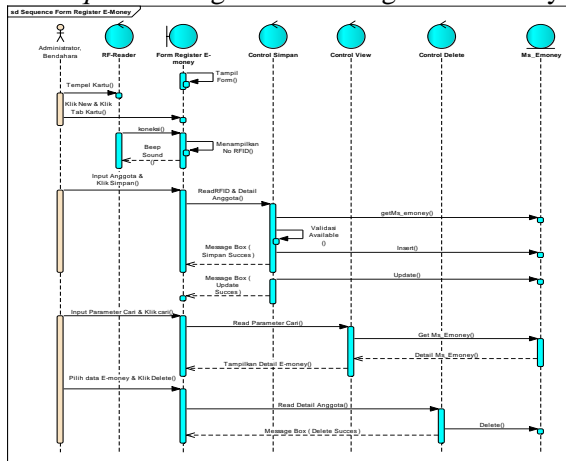 sd Sequence Form Register E-Money
Administrator,
Bendahara
RF-Reader
Form Register E-
money
Control Simpan
Control View
Control Delete
Ms_Emoney
Tampil
Form()
Tempel Kartu()
Klik New & Klik
Tab Kartu()
koneksi()
Menampilkan
No RFID()
Beep
Sound
()
Input Anggota &
Klik Simpan()
ReadRFID & Detail
Anggota()
getMs_emoney()
Validasi
Available
()
Insert()
Message Box (
Simpan Succes )
Update()
Message Box (
Update
Succes )
Input Parameter Cari & Klik cari()
Read Parameter Cari()
Get Ms_Emoney()
Detail Ms_Emoney()
Tampilkan Detail E-money()
Pilih data E-money & Klik Delete()
Read Detail Anggota()
Delete()
Message Box ( Delete Succes )